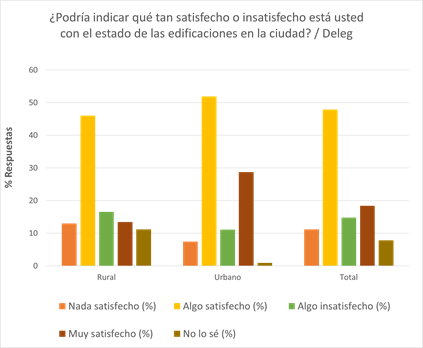 ¿Podría indicar qué tan satisfecho o insatisfecho está usted
con el estado de las edificaciones en la ciudad? / Deleg
60
50
40
30
20
10
0
% Respuestas
Rural Urbano Total
Nada satisfecho (%) Algo satisfecho (%) Algo insatisfecho (%)
Muy satisfecho (%) No lo sé (%)